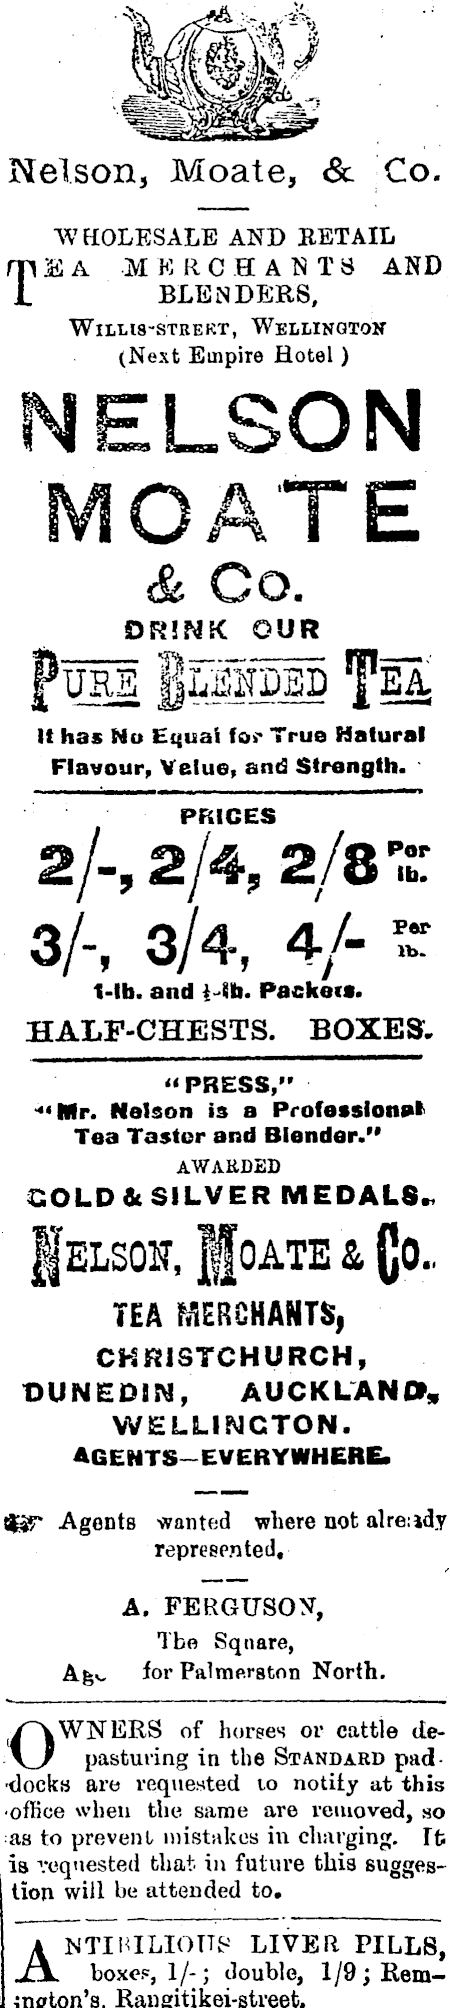 Nelson, Moate, & Co.
WHOLESALE AND RETAIL
TEA MERCHANTS AND
BLENDERS,
WILLIS-STREET, WELLINGTON
(Next Empire Hotel)
NELSON
MOATE
& Co.
DRINK OUR
PURE BLENDED TEA
It has No Equal for True Natural
Flavour, Value, and Strength.
PRICES
2/-, 2/4, 2/8 Per lb.
3/-, 3/4, 4/- Per lb.
1-lb. and ½-lb. Packets.
HALF-CHESTS. BOXES.
"PRESS,"
"Mr. Nelson is a Professional
Tea Taster and Blender."
AWARDED
GOLD & SILVER MEDALS.
NELSON, MOATE & CO.,
TEA MERCHANTS,
CHRISTCHURCH,
DUNEDIN, AUCKLAND,
WELLINGTON.
AGENTS—EVERYWHERE.
Agents wanted where not already
represented.
A. FERGUSON,
The Square,
for Palmerston North.
OWNERS of horses or cattle de-
pasturing in the STANDARD pad-
docks are requested to notify at this
office when the same are removed, so
as to prevent mistakes in charging. It
is requested that in future this sugges-
tion will be attended to.
ANTIBILIOUS LIVER PILLS,
boxes, 1/-; double, 1/9; Rem-
ington's, Rangitikei-street.